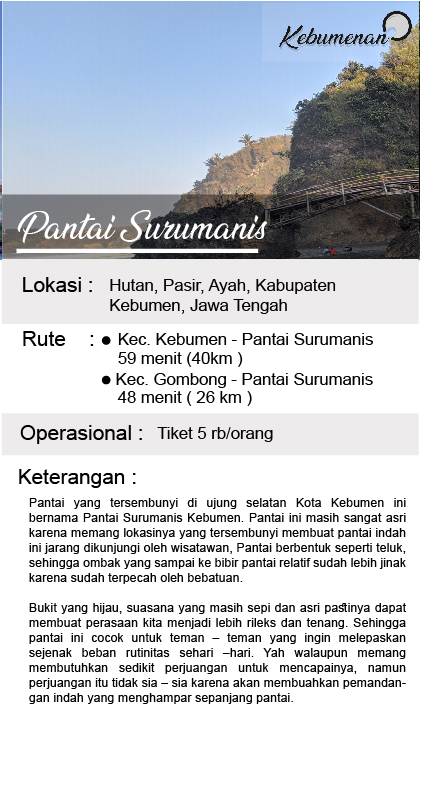 Kebumenan
Pantai Surumanis
Lokasi : Hutan, Pasir, Ayah, Kabupaten
Kebumen, Jawa Tengah
Rute : ● Kec. Kebumen - Pantai Surumanis
59 menit (40km )
● Kec. Gombong - Pantai Surumanis
48 menit ( 26 km )
Operasional : Tiket 5 rb/orang
Keterangan :
Pantai yang tersembunyi di ujung selatan Kota Kebumen ini
bernama Pantai Surumanis Kebumen. Pantai ini masih sangat asri
karena memang lokasinya yang tersembunyi membuat pantai indah
ini jarang dikunjungi oleh wisatawan, Pantai berbentuk seperti teluk,
sehingga ombak yang sampai ke bibir pantai relatif sudah lebih jinak
karena sudah terpecah oleh bebatuan.
Bukit yang hijau, suasana yang masih sepi dan asri pastinya dapat
membuat perasaan kita menjadi lebih rileks dan tenang. Sehingga
pantai ini cocok untuk teman – teman yang ingin melepaskan
sejenak beban rutinitas sehari –hari. Yah walaupun memang
membutuhkan sedikit perjuangan untuk mencapainya, namun
perjuangan itu tidak sia – sia karena akan membuahkan pemandan-
gan indah yang menghampar sepanjang pantai.